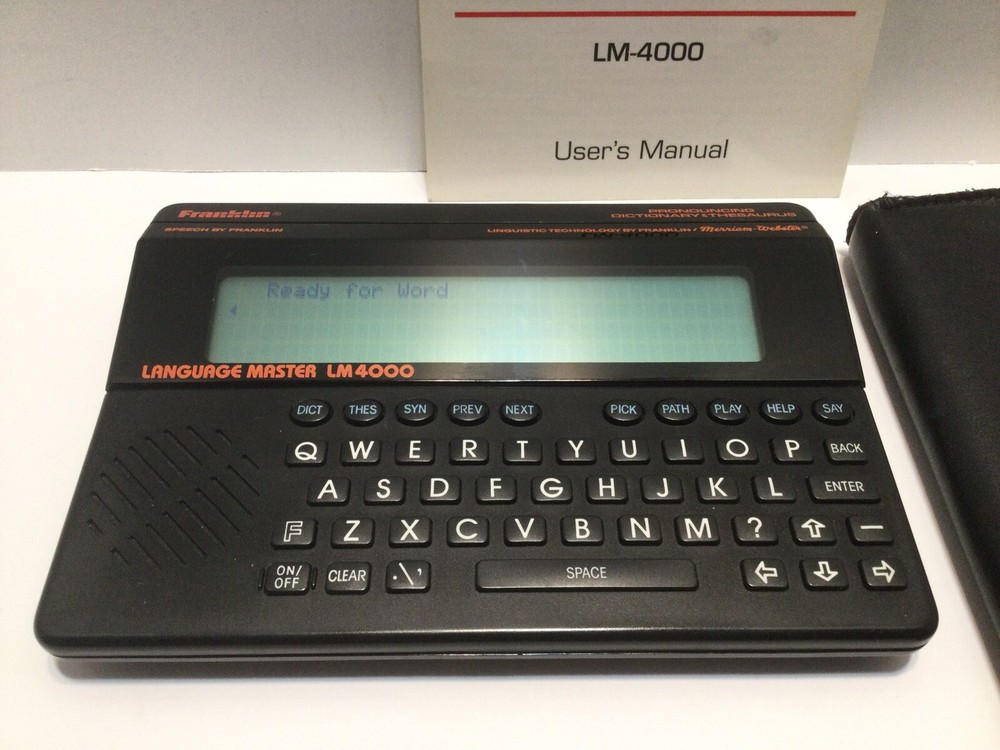 LM-4000
User's Manual
Franklin®
PRONOUNCING
DICTIONARY & THESAURUS
SPEECH BY FRANKLIN
LINGUISTIC TECHNOLOGY BY FRANKLIN / Merriam-Webster®
Ready for Word
LANGUAGE MASTER LM4000
DICT THES SYN PREV NEXT PICK PATH PLAY HELP SAY
Q W E R T Y U I O P BACK
A S D F G H J K L ENTER
F Z X C V B N M ? ⇧ —
ON/
OFF CLEAR .\, SPACE ⇦ ⇩ ⇨